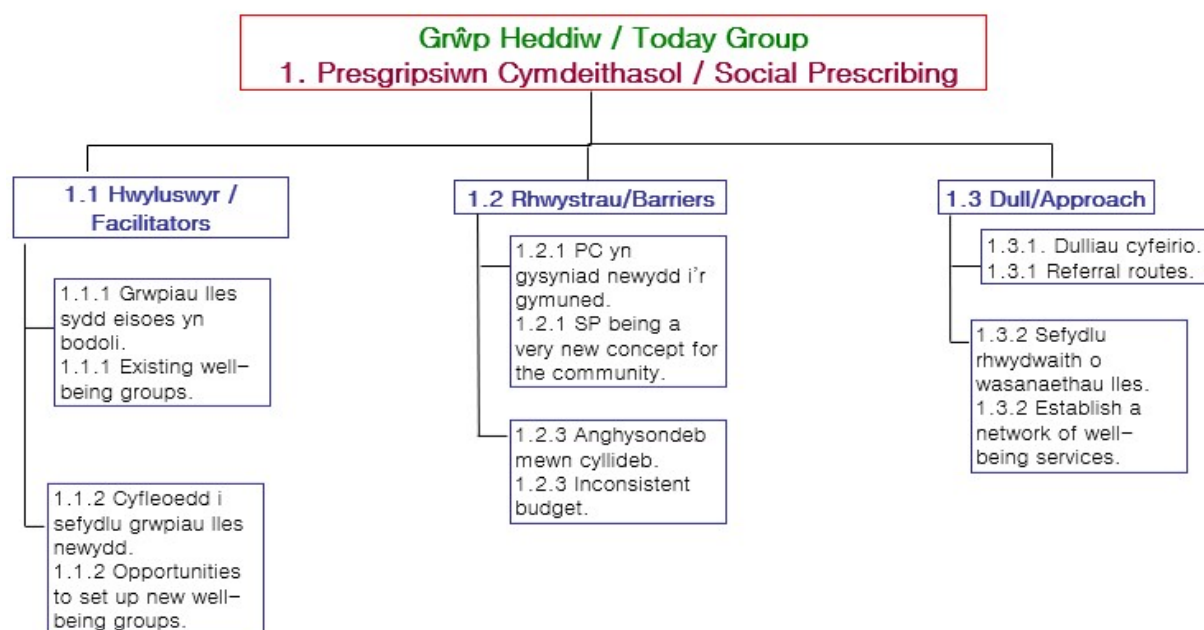 Grŵp Heddiw / Today Group
1. Presgripsiwn Cymdeithasol / Social Prescribing
1.1 Hwyluswyr /
Facilitators
1.1.1 Grwpiau lles
sydd eisoes yn
bodoli.
1.1.1 Existing well-
being groups.
1.1.2 Cyfleoedd i
sefydlu grwpiau lles
newydd.
1.1.2 Opportunities
to set up new well-
being groups.
1.2 Rhwystrau/Barriers
1.2.1 PC yn
gysyniad newydd i'r
gymuned.
1.2.1 SP being a
very new concept for
the community.
1.2.3 Anghysondeb
mewn cyllideb.
1.2.3 Inconsistent
budget.
1.3 Dull/Approach
1.3.1. Dulliau cyfeirio.
1.3.1 Referral routes.
1.3.2 Sefydlu
rhwydwaith o
wasanaethau lles.
1.3.2 Establish a
network of well-
being services.